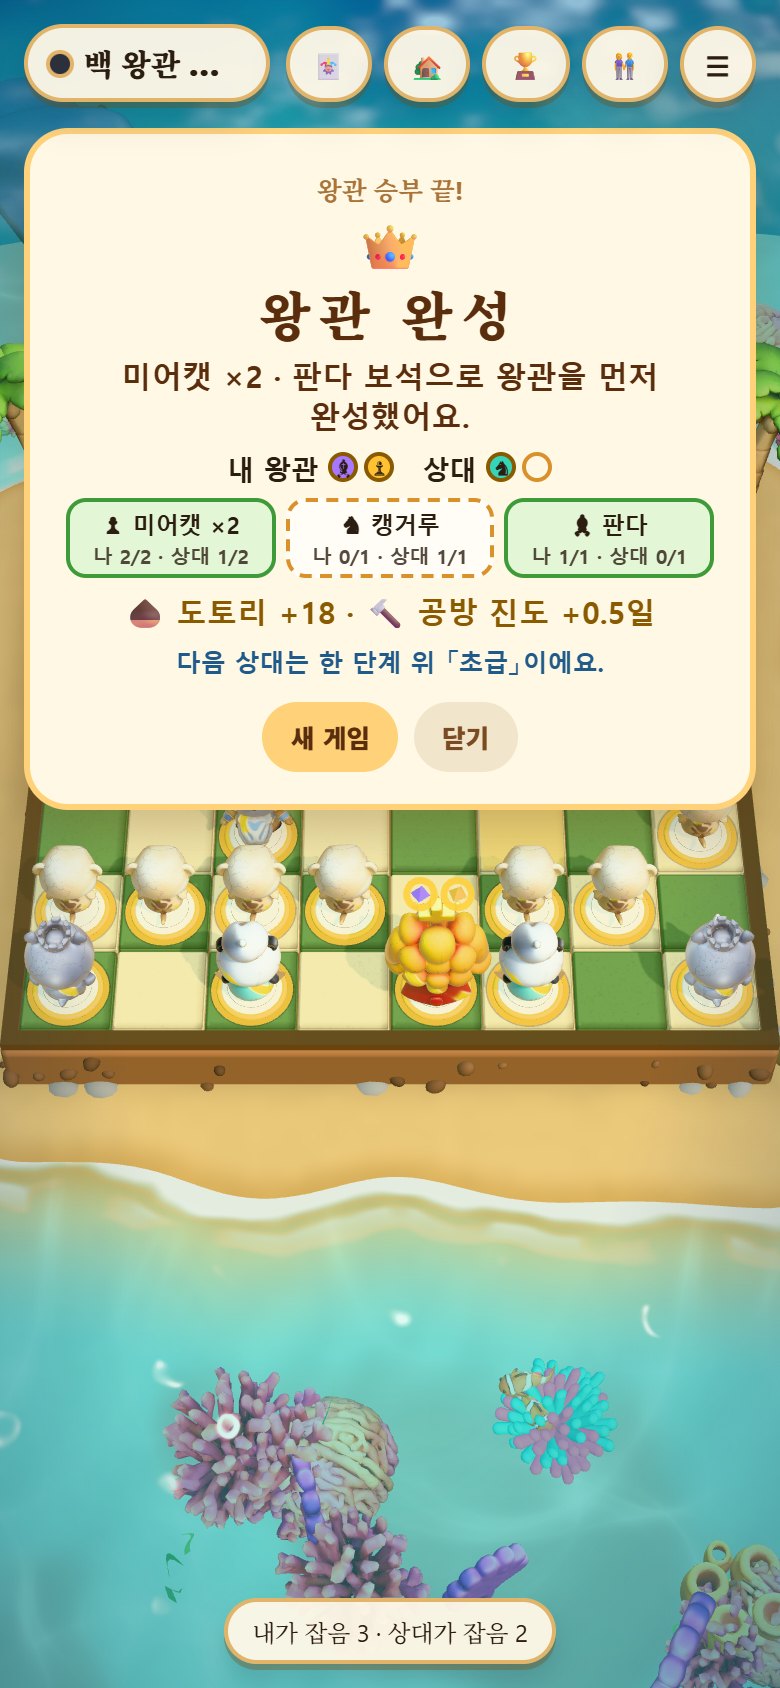 백 왕관 ...
왕관 승부 끝!
왕관 완성
미어캣 ×2 · 판다 보석으로 왕관을 먼저
완성했어요.
내 왕관 상대
미어캣 ×2
나 2/2 · 상대 1/2
캥거루
나 0/1 · 상대 1/1
판다
나 1/1 · 상대 0/1
도토리 +18 · 공방 진도 +0.5일
다음 상대는 한 단계 위 「초급」이에요.
새 게임
닫기
내가 잡음 3 · 상대가 잡음 2